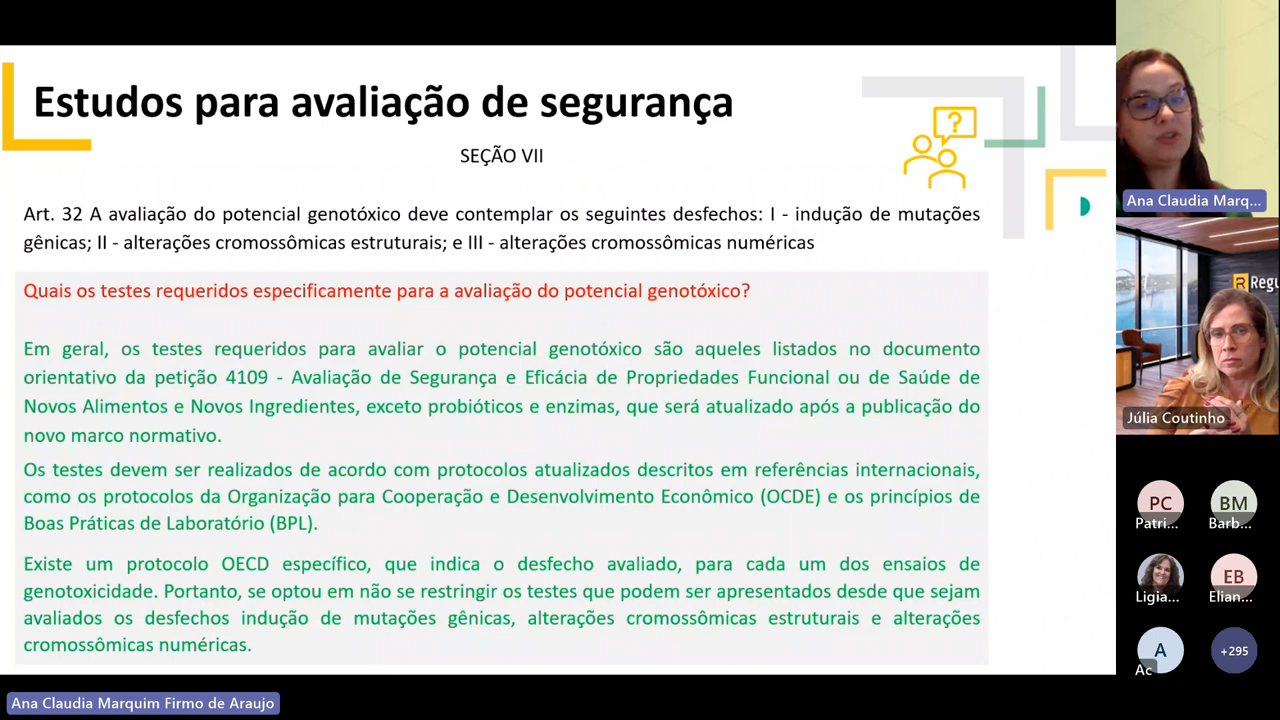 Estudos para avaliação de segurança
SEÇÃO VII
Art. 32 A avaliação do potencial genotóxico deve contemplar os seguintes desfechos: I - indução de mutações
gênicas; II - alterações cromossômicas estruturais; e III - alterações cromossômicas numéricas
Quais os testes requeridos especificamente para a avaliação do potencial genotóxico?
Em geral, os testes requeridos para avaliar o potencial genotóxico são aqueles listados no documento
orientativo da petição 4109 - Avaliação de Segurança e Eficácia de Propriedades Funcional ou de Saúde de
Novos Alimentos e Novos Ingredientes, exceto probióticos e enzimas, que será atualizado após a publicação do
novo marco normativo.
Os testes devem ser realizados de acordo com protocolos atualizados descritos em referências internacionais,
como os protocolos da Organização para Cooperação e Desenvolvimento Econômico (OCDE) e os princípios de
Boas Práticas de Laboratório (BPL).
Existe um protocolo OECD específico, que indica o desfecho avaliado, para cada um dos ensaios de
genotoxicidade. Portanto, se optou em não se restringir os testes que podem ser apresentados desde que sejam
avaliados os desfechos indução de mutações gênicas, alterações cromossômicas estruturais e alterações
cromossômicas numéricas.
?
Ana Claudia Marq...
R Regu
Júlia Coutinho
PC
Patri...
BM
Barb...
Ligia...
EB
Elian...
A
Ac
+295
Ana Claudia Marquim Firmo de Araujo